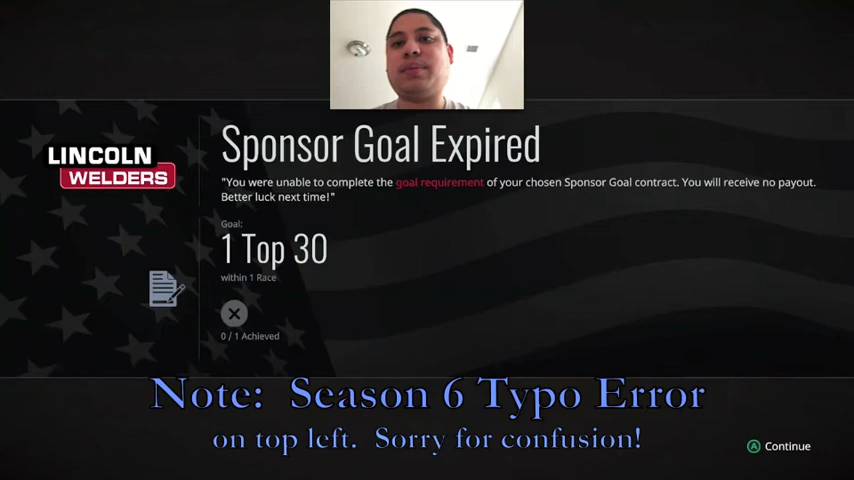 LINCOLN
WELDERS
Sponsor Goal Expired
"You were unable to complete the goal requirement of your chosen Sponsor Goal contract. You will receive no payout.
Better luck next time!"
Goal:
1 Top 30
within 1 Race
0 / 1 Achieved
Note: Season 6 Typo Error
on top left. Sorry for confusion!
A Continue